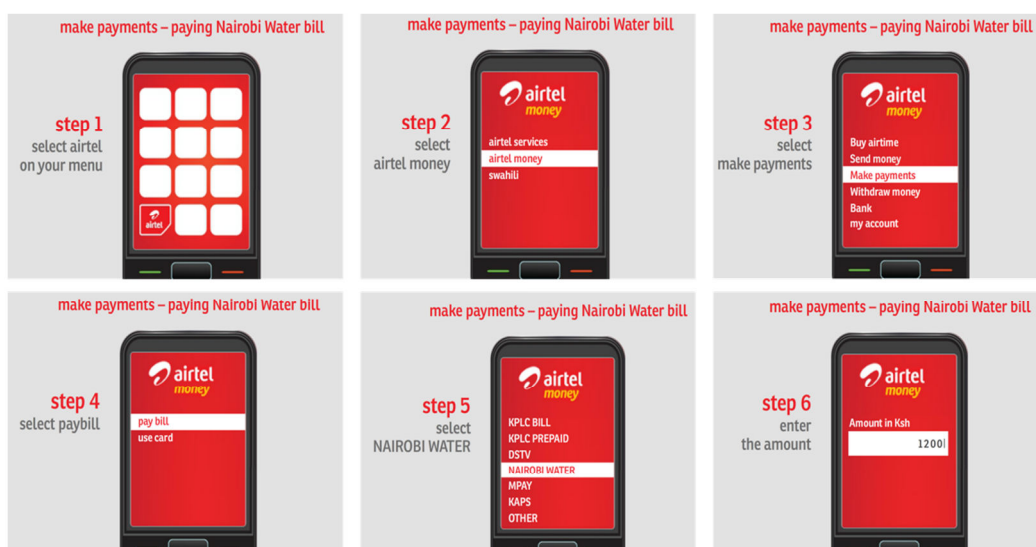 make payments – paying Nairobi Water bill
step 1
select airtel
on your menu
airtel
make payments – paying Nairobi Water bill
step 2
select
airtel money
airtel
money
airtel services
airtel money
swahili
make payments – paying Nairobi Water bill
step 3
select
make payments
airtel
money
Buy airtime
Send money
Make payments
Withdraw money
Bank
my account
make payments – paying Nairobi Water bill
step 4
select paybill
airtel
money
pay bill
use card
make payments – paying Nairobi Water bill
step 5
select
NAIROBI WATER
airtel
money
KPLC BILL
KPLC PREPAID
DSTV
NAIROBI WATER
MPAY
KAPS
OTHER
make payments – paying Nairobi Water bill
step 6
enter
the amount
airtel
money
Amount in Ksh
1200